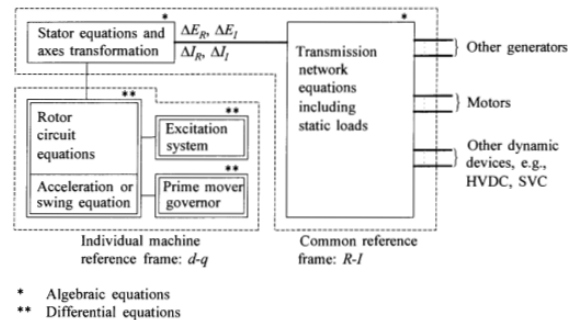 *
Stator equations and
axes transformation
ΔE_R, ΔE_I
ΔI_R, ΔI_I
*
Transmission
network
equations
including
static loads
Other generators
Motors
Other dynamic
devices, e.g.,
HVDC, SVC
**
Rotor
circuit
equations
Acceleration or
swing equation
**
Excitation
system
**
Prime mover
governor
Individual machine
reference frame: d-q
Common reference
frame: R-I
* Algebraic equations
** Differential equations